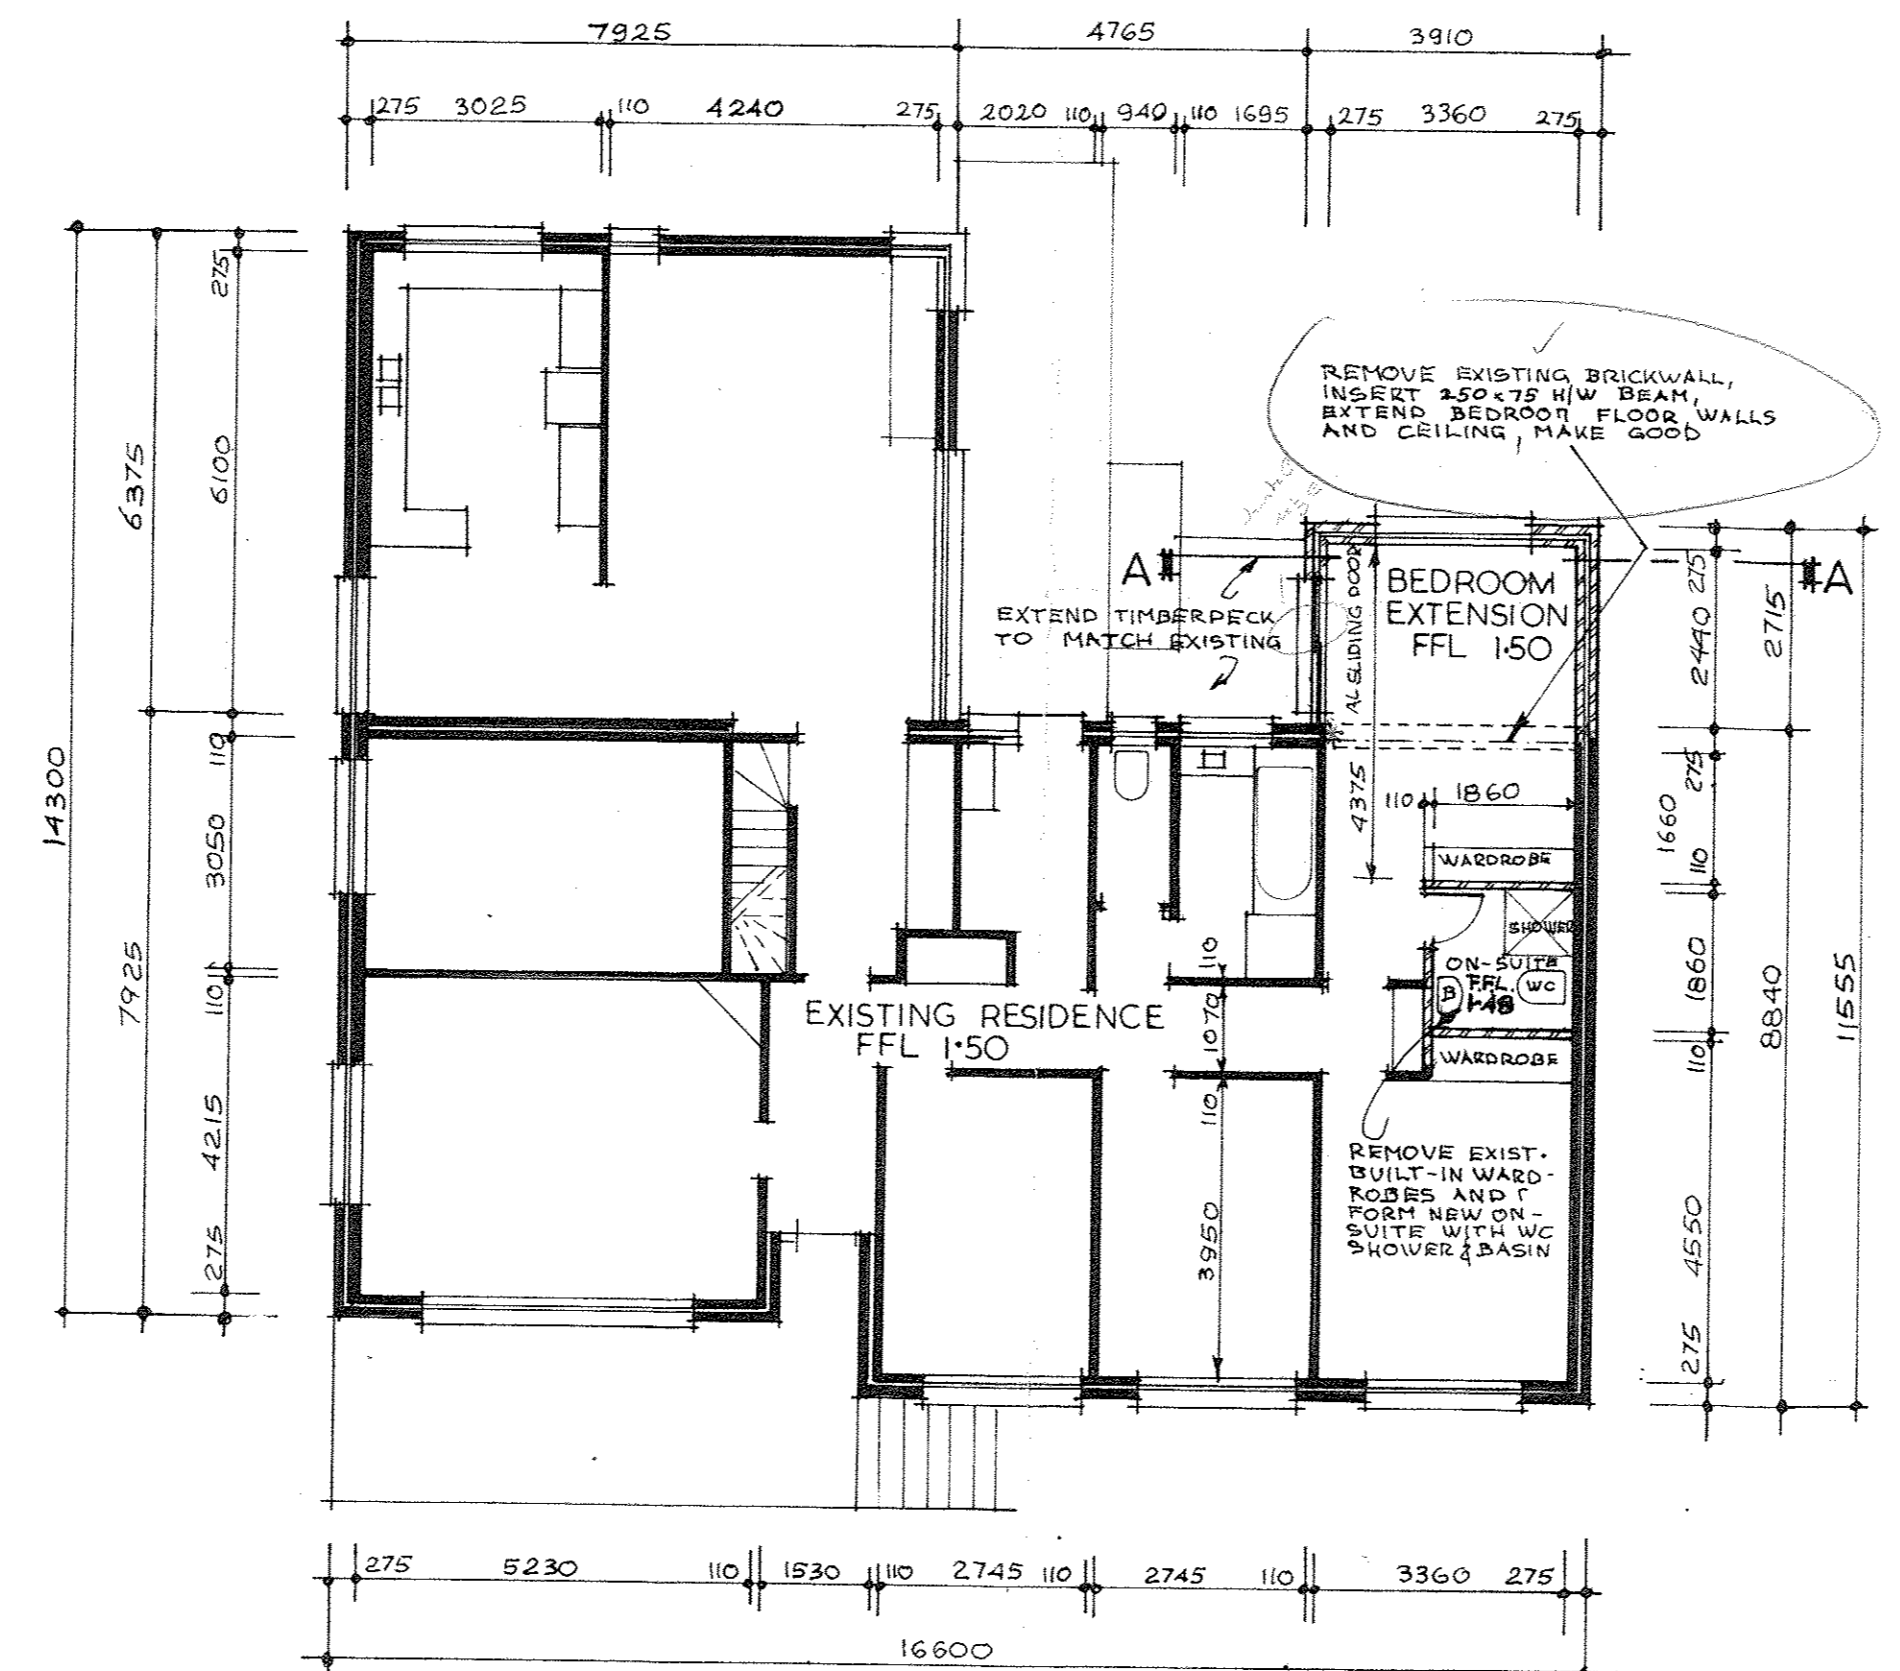 7925 4765 3910
275 3025 110 4240 275 2020 110 940 110 1695 275 3360 275
REMOVE EXISTING BRICKWALL,
INSERT 250x75 H/W BEAM,
EXTEND BEDROOM FLOOR, WALLS
AND CEILING, MAKE GOOD
A
A
EXTEND TIMBERDECK
TO MATCH EXISTING
AL SLIDING DOOR
BEDROOM
EXTENSION
FFL 1·50
4375
110 1860
WARDROBE
SHOWER
ON-SUITE
FFL.
1·48
B
WC
WARDROBE
EXISTING RESIDENCE
FFL 1·50
110
1070
110
3950
REMOVE EXIST.
BUILT-IN WARD-
ROBES AND
FORM NEW ON-
SUITE WITH WC
SHOWER & BASIN
14300
6375
7925
275
6100
110
3050
110
4215
275
275
2440
275
1660
110
1860
110
4550
275
2715
8840
11555
275 5230 110 1530 110 2745 110 2745 110 3360 275
16600